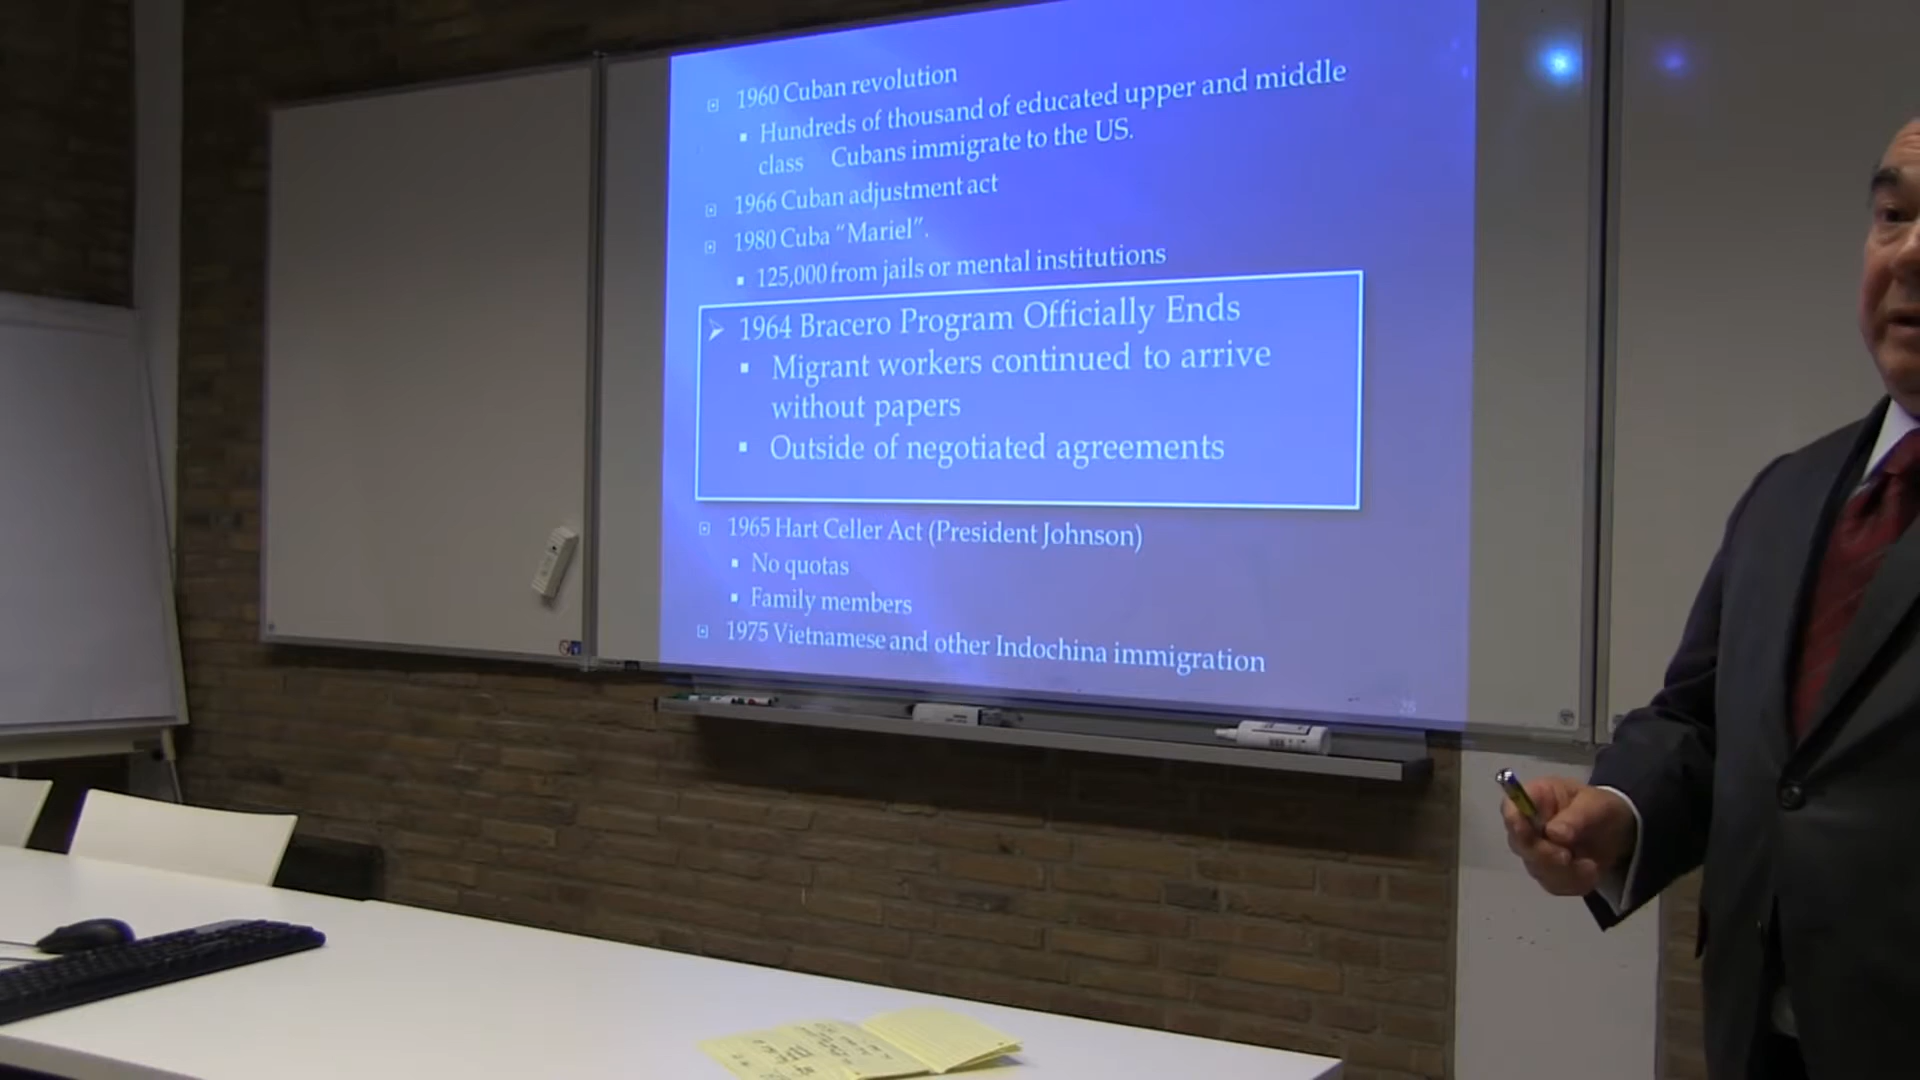 1960 Cuban revolution
Hundreds of thousand of educated upper and middle
class Cubans immigrate to the US.
1966 Cuban adjustment act
1980 Cuba “Mariel”.
125,000 from jails or mental institutions
1964 Bracero Program Officially Ends
Migrant workers continued to arrive
without papers
Outside of negotiated agreements
1965 Hart Celler Act (President Johnson)
No quotas
Family members
1975 Vietnamese and other Indochina immigration
28